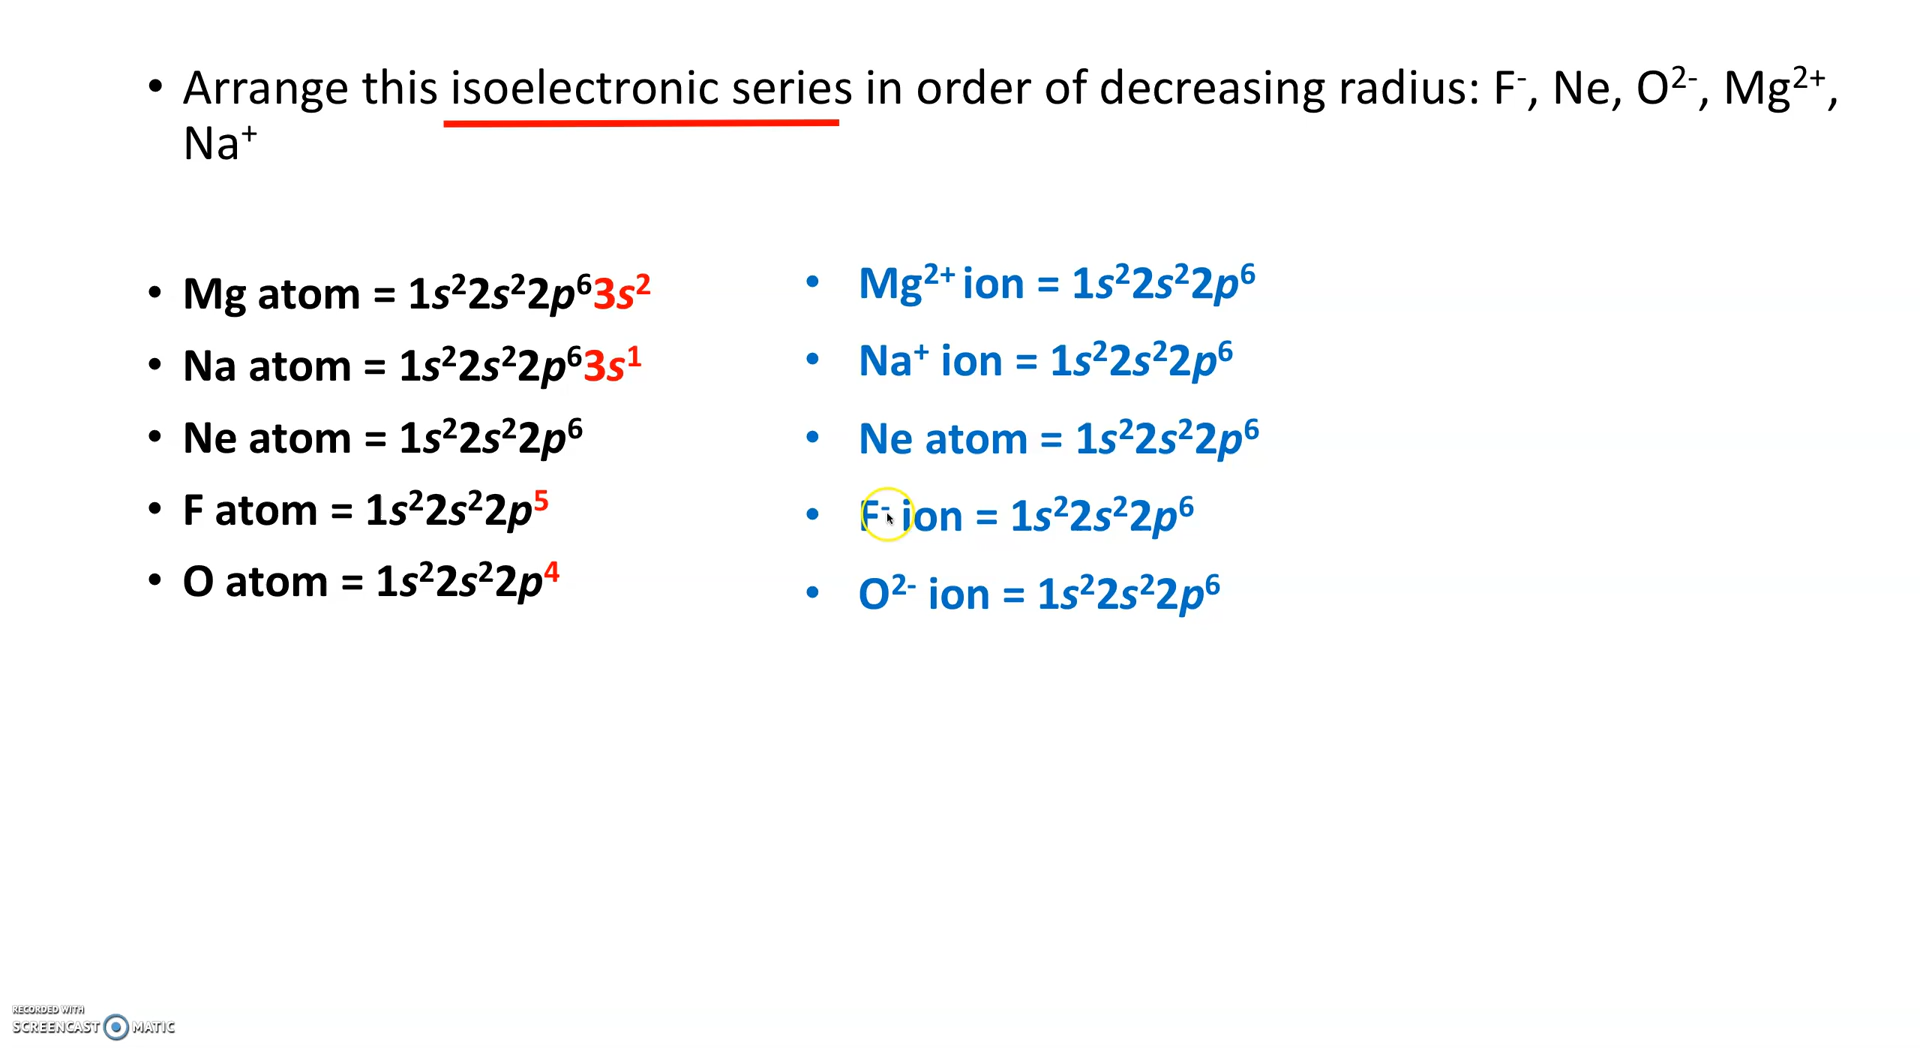 • Arrange this isoelectronic series in order of decreasing radius: F⁻, Ne, O²⁻, Mg²⁺,
Na⁺
• Mg atom = 1s²2s²2p⁶3s²
• Na atom = 1s²2s²2p⁶3s¹
• Ne atom = 1s²2s²2p⁶
• F atom = 1s²2s²2p⁵
• O atom = 1s²2s²2p⁴
• Mg²⁺ ion = 1s²2s²2p⁶
• Na⁺ ion = 1s²2s²2p⁶
• Ne atom = 1s²2s²2p⁶
• F⁻ ion = 1s²2s²2p⁶
• O²⁻ ion = 1s²2s²2p⁶
RECORDED WITH
SCREENCAST MATIC